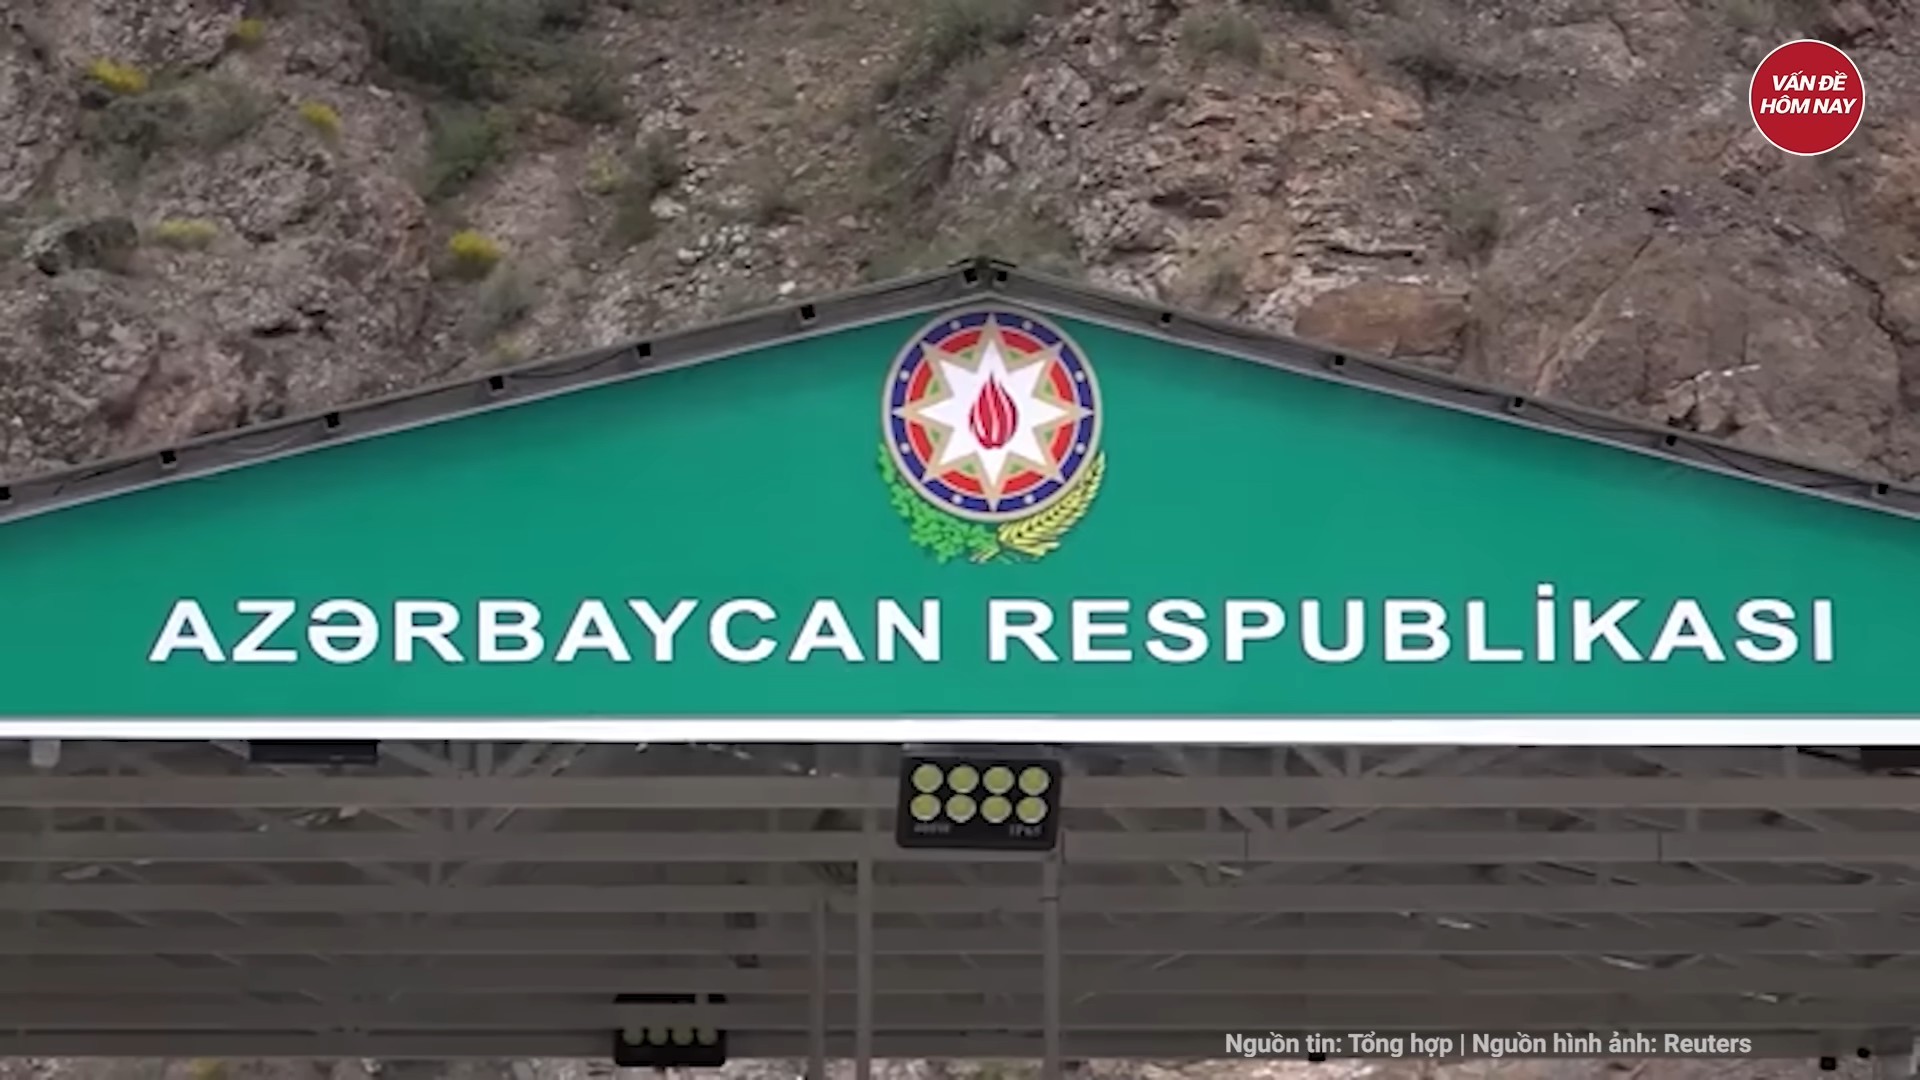 VẤN ĐỀ
HÔM NAY
AZƏRBAYCAN RESPUBLİKASI
Nguồn tin: Tổng hợp | Nguồn hình ảnh: Reuters